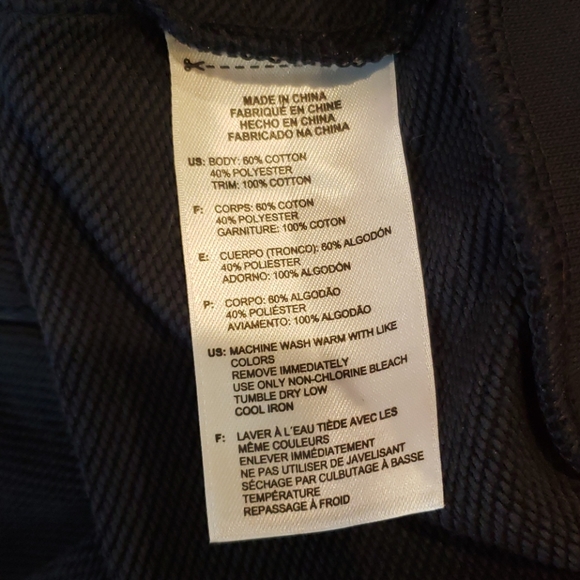 MADE IN CHINA
FABRIQUÉ EN CHINE
HECHO EN CHINA
FABRICADO NA CHINA
US: BODY: 60% COTTON
40% POLYESTER
TRIM: 100% COTTON
F: CORPS: 60% COTON
40% POLYESTER
GARNITURE: 100% COTON
E: CUERPO (TRONCO): 60% ALGODÓN
40% POLIESTER
ADORNO: 100% ALGODÓN
P: CORPO: 60% ALGODÃO
40% POLIÉSTER
AVIAMENTO: 100% ALGODÃO
US: MACHINE WASH WARM WITH LIKE
COLORS
REMOVE IMMEDIATELY
USE ONLY NON-CHLORINE BLEACH
TUMBLE DRY LOW
COOL IRON
F: LAVER À L'EAU TIÈDE AVEC LES
MÊME COULEURS
ENLEVER IMMÉDIATEMENT
NE PAS UTILISER DE JAVELISANT
SÉCHAGE PAR CULBUTAGE À BASSE
TEMPÉRATURE
REPASSAGE À FROID